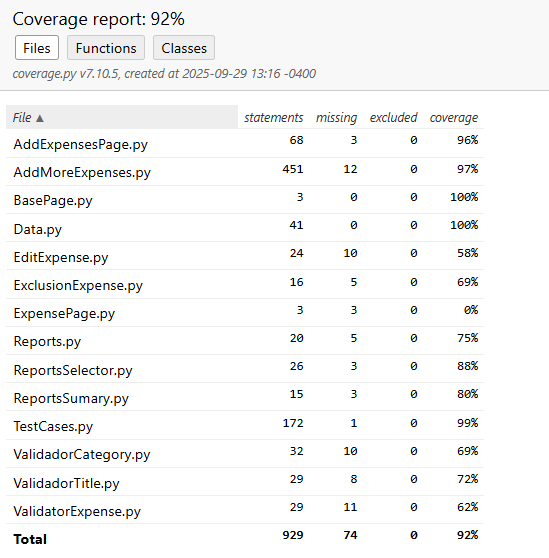 Coverage report: 92%
Files Functions Classes
coverage.py v7.10.5, created at 2025-09-29 13:16 -0400
File ▲ statements missing excluded coverage
AddExpensesPage.py 68 3 0 96%
AddMoreExpenses.py 451 12 0 97%
BasePage.py 3 0 0 100%
Data.py 41 0 0 100%
EditExpense.py 24 10 0 58%
ExclusionExpense.py 16 5 0 69%
ExpensePage.py 3 3 0 0%
Reports.py 20 5 0 75%
ReportsSelector.py 26 3 0 88%
ReportsSumary.py 15 3 0 80%
TestCases.py 172 1 0 99%
ValidadorCategory.py 32 10 0 69%
ValidadorTitle.py 29 8 0 72%
ValidatorExpense.py 29 11 0 62%
Total 929 74 0 92%